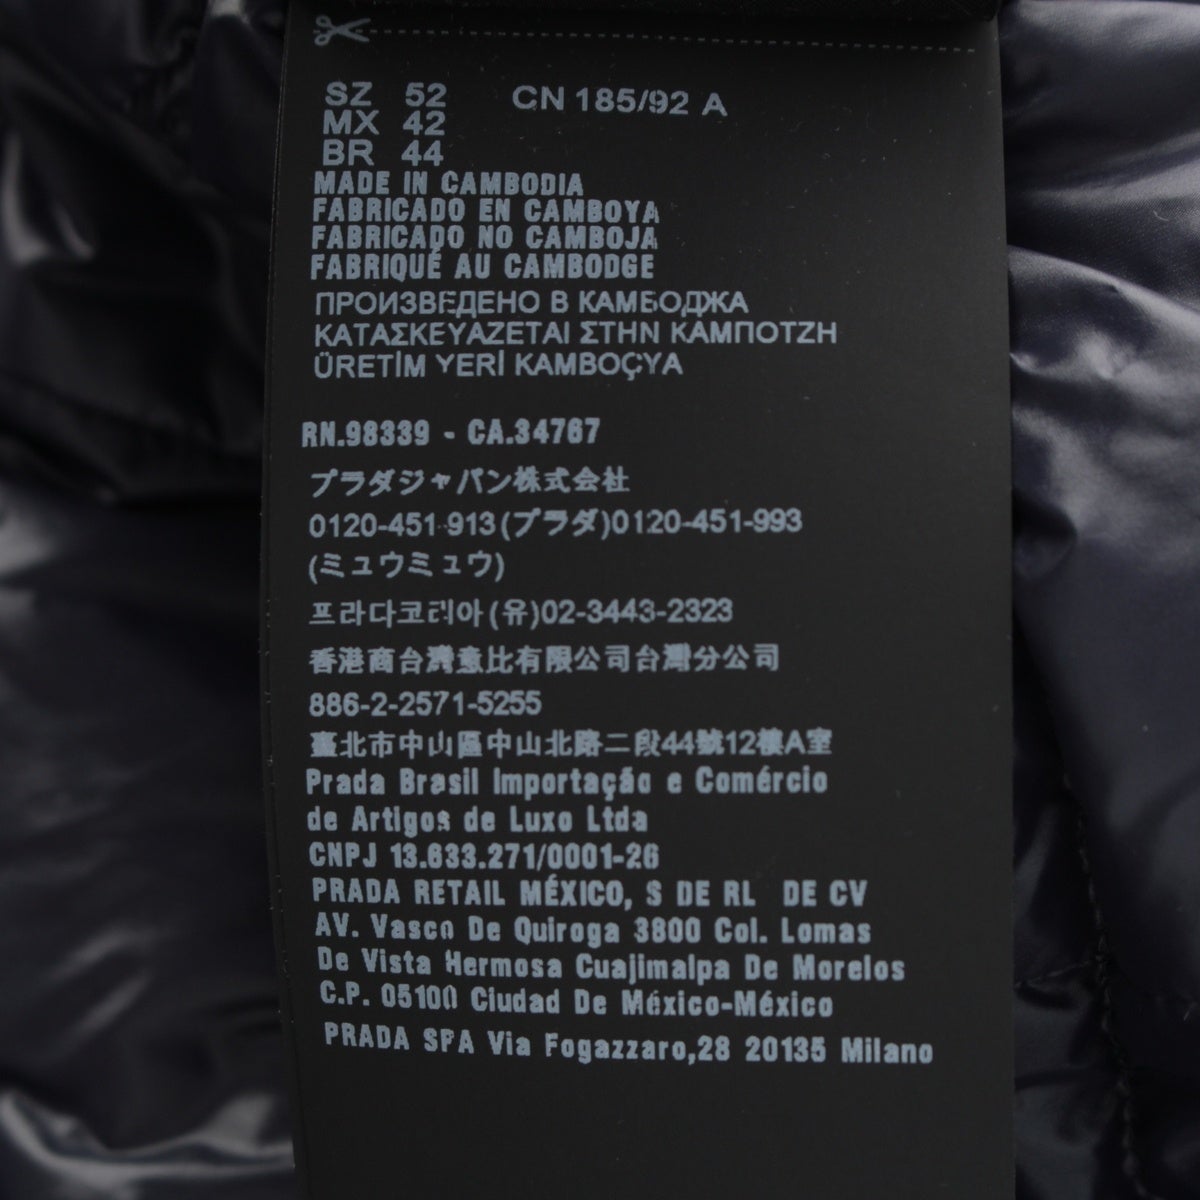 SZ 52 CN 185/92 A
MX 42
BR 44
MADE IN CAMBODIA
FABRICADO EN CAMBOYA
FABRICADO NO CAMBOJA
FABRIQUÉ AU CAMBODGE
ПРОИЗВЕДЕНО В КАМБОДЖА
ΚΑΤΑΣΚΕΥΑΖΕΤΑΙ ΣΤΗΝ ΚΑΜΠΟΤΖΗ
ÜRETİM YERİ KAMBOÇYA
RN.98339 - CA.34767
プラダジャパン株式会社
0120-451-913(プラダ)0120-451-993
(ミュウミュウ)
프라다코리아(유)02-3443-2323
香港商台灣意比有限公司台灣分公司
886-2-2571-5255
臺北市中山區中山北路二段44號12樓A室
Prada Brasil Importação e Comércio
de Artigos de Luxo Ltda
CNPJ 13.633.271/0001-26
PRADA RETAIL MÉXICO, S DE RL DE CV
AV. Vasco De Quiroga 3800 Col. Lomas
De Vista Hermosa Cuajimalpa De Morelos
C.P. 05100 Ciudad De México-México
PRADA SPA Via Fogazzaro,28 20135 Milano